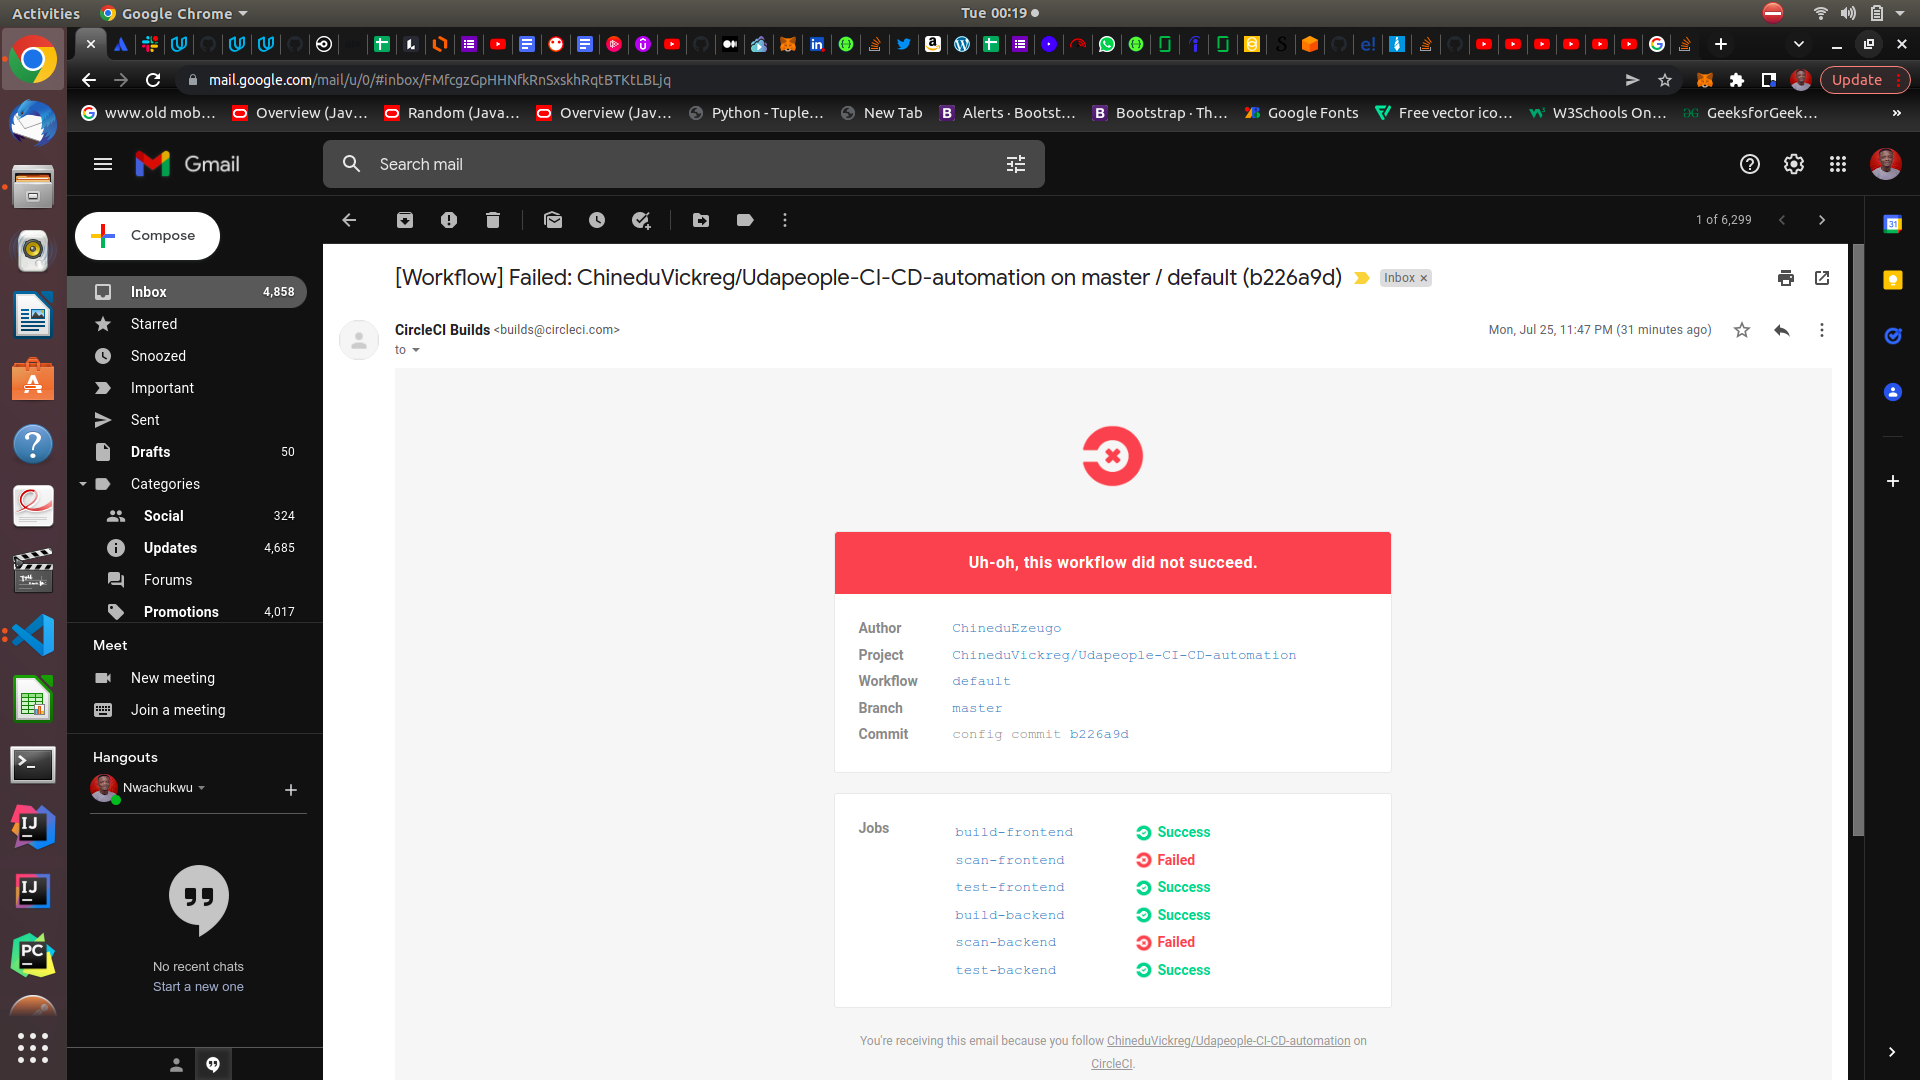 Activities
Google Chrome
Tue 00:19
mail.google.com/mail/u/0/#inbox/FMfcgzGpHHNfkRnSxskhRqtBTKtLBLjq
Update
www.old mob…
Overview (Jav…
Random (Java…
Overview (Jav…
Python - Tuple…
New Tab
Alerts · Bootst…
Bootstrap · Th…
Google Fonts
Free vector ico…
W3Schools On…
GeeksforGeek…
»
Gmail
Search mail
Compose
1 of 6,299
Inbox 4,858
Starred
Snoozed
Important
Sent
Drafts 50
Categories
Social 324
Updates 4,685
Forums
Promotions 4,017
Meet
New meeting
Join a meeting
Hangouts
Nwachukwu
No recent chats
Start a new one
[Workflow] Failed: ChineduVickreg/Udapeople-CI-CD-automation on master / default (b226a9d)
Inbox ×
CircleCI Builds <builds@circleci.com>
Mon, Jul 25, 11:47 PM (31 minutes ago)
to
Uh-oh, this workflow did not succeed.
Author ChineduEzeugo
Project ChineduVickreg/Udapeople-CI-CD-automation
Workflow default
Branch master
Commit config commit b226a9d
Jobs build-frontend Success
scan-frontend Failed
test-frontend Success
build-backend Success
scan-backend Failed
test-backend Success
You're receiving this email because you follow ChineduVickreg/Udapeople-CI-CD-automation on
CircleCI.